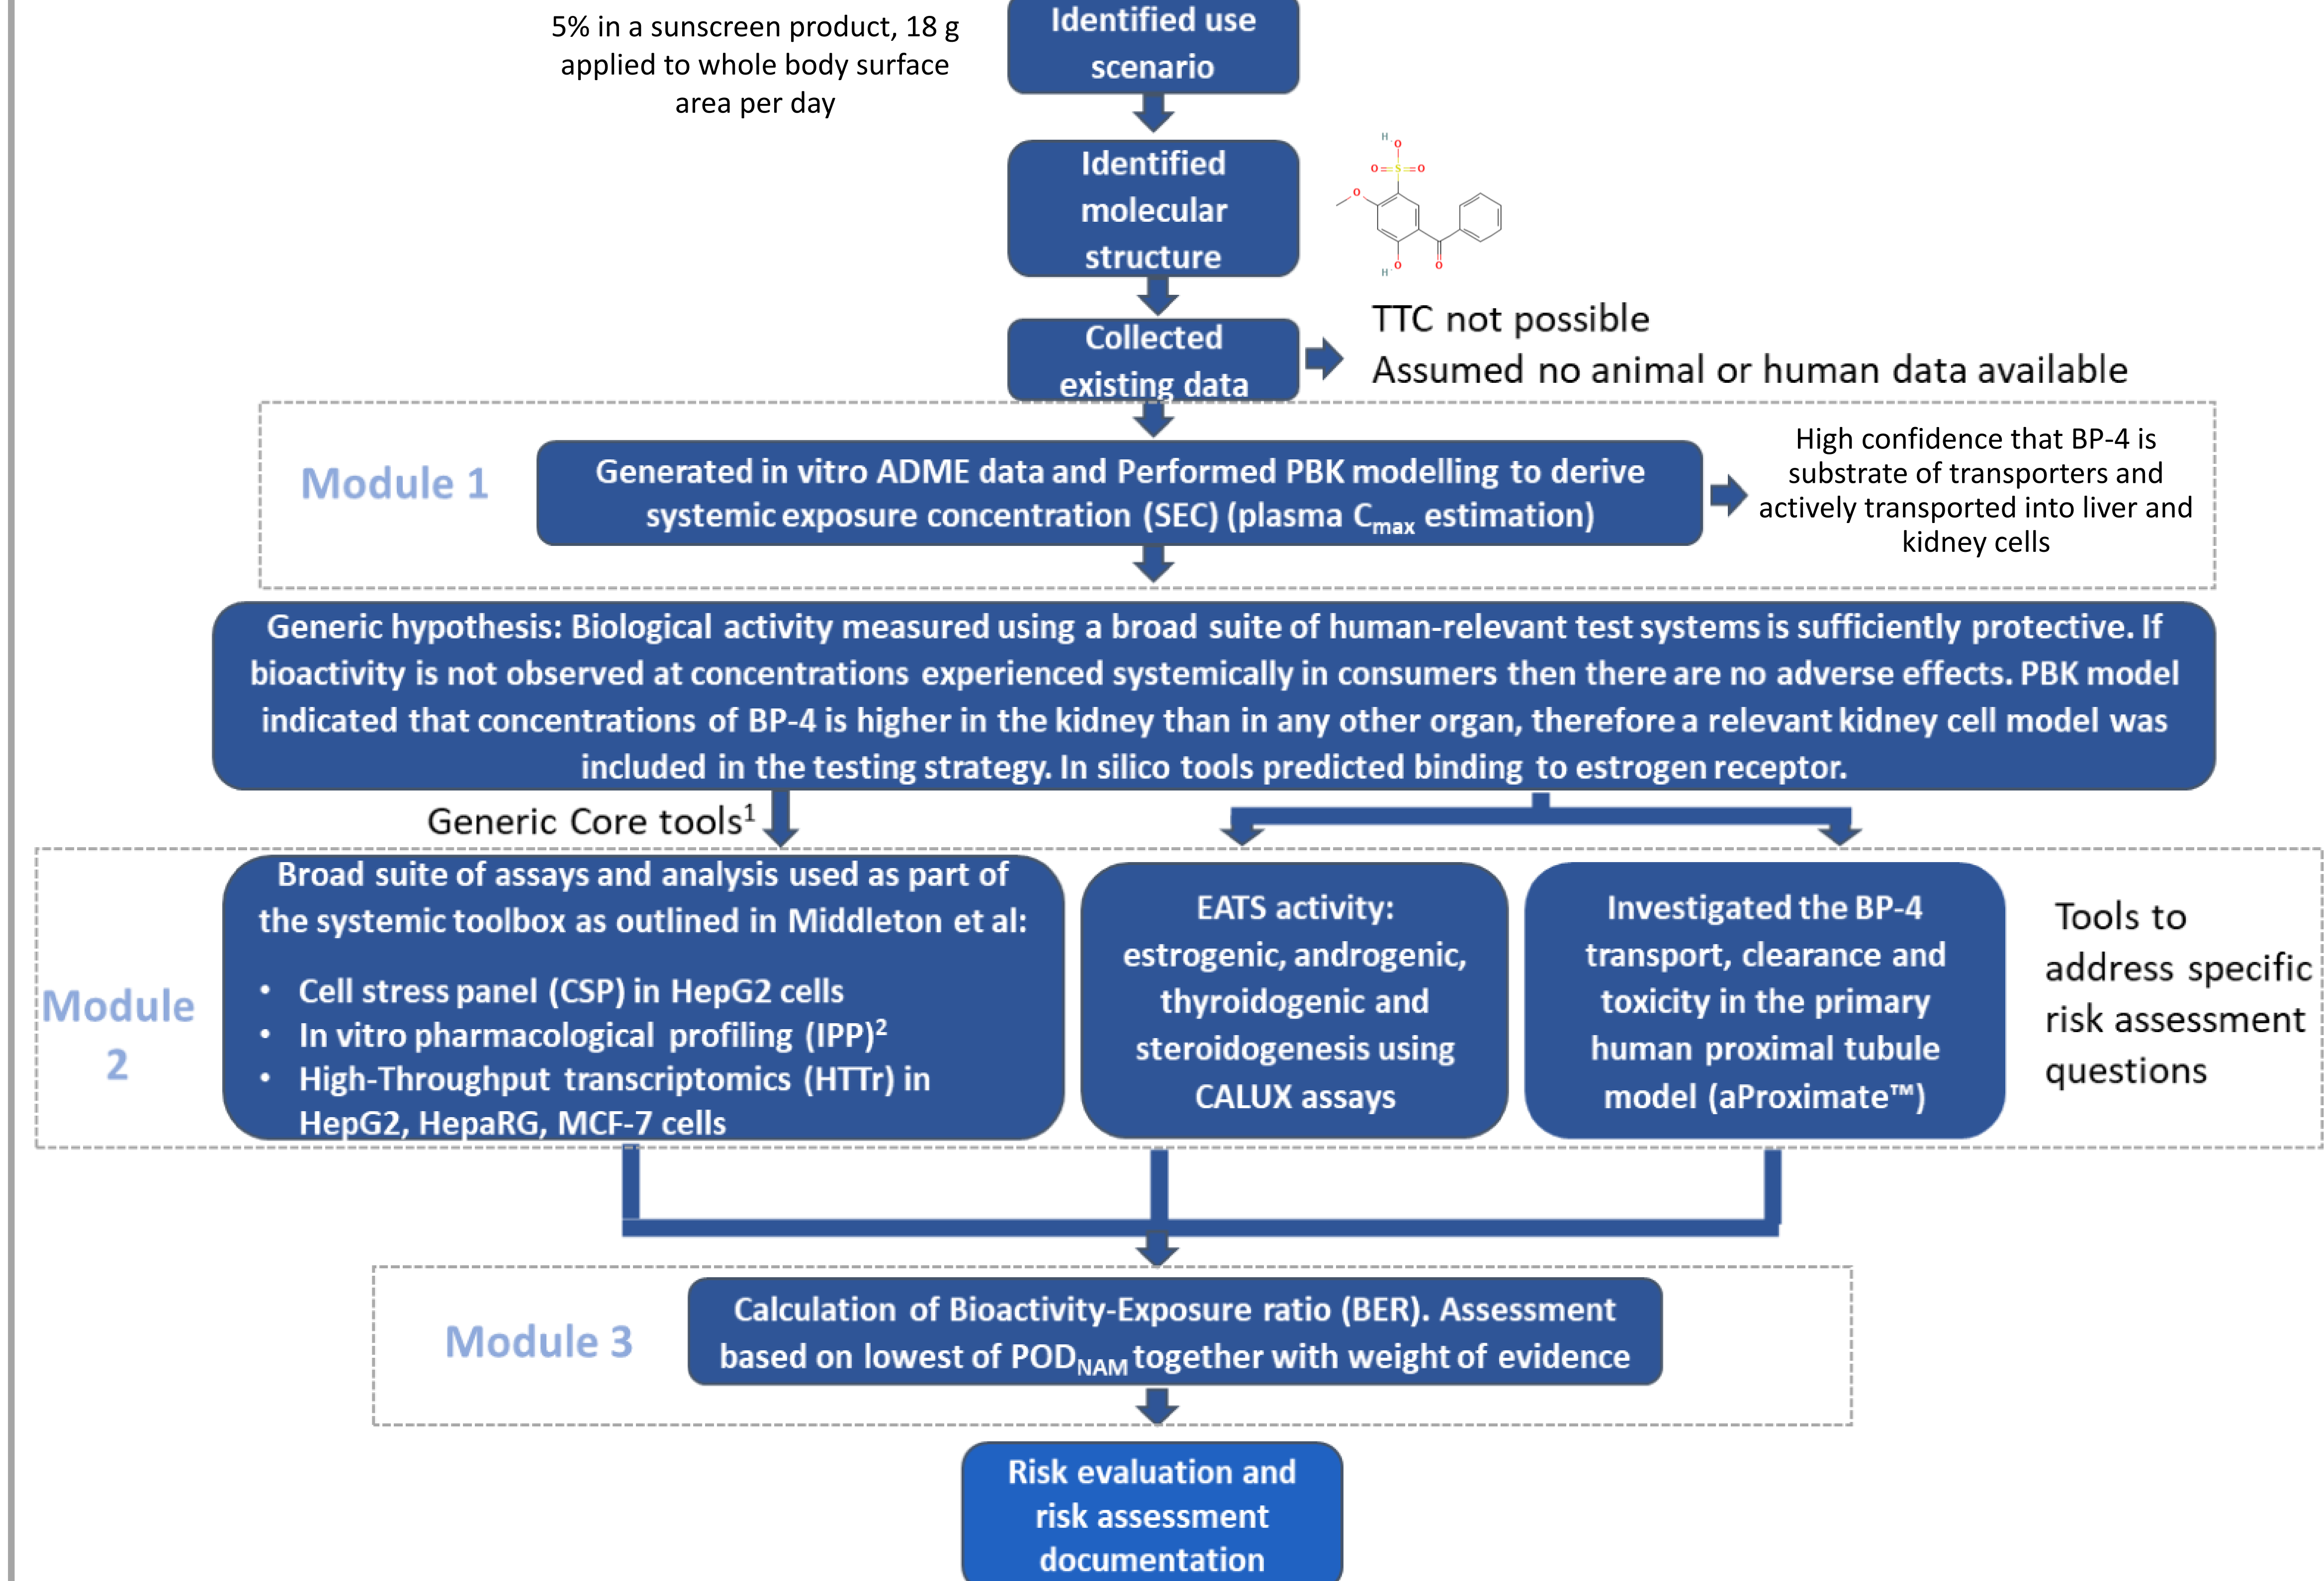 5% in a sunscreen product, 18 g
applied to whole body surface
area per day
Identified use
scenario
Identified
molecular
structure
H
O
O=S=O
O
O
H
O
Collected
existing data
TTC not possible
Assumed no animal or human data available
Module 1
Generated in vitro ADME data and Performed PBK modelling to derive
systemic exposure concentration (SEC) (plasma Cmax estimation)
High confidence that BP-4 is
substrate of transporters and
actively transported into liver and
kidney cells
Generic hypothesis: Biological activity measured using a broad suite of human-relevant test systems is sufficiently protective. If
bioactivity is not observed at concentrations experienced systemically in consumers then there are no adverse effects. PBK model
indicated that concentrations of BP-4 is higher in the kidney than in any other organ, therefore a relevant kidney cell model was
included in the testing strategy. In silico tools predicted binding to estrogen receptor.
Generic Core tools1
Module
2
Broad suite of assays and analysis used as part of
the systemic toolbox as outlined in Middleton et al:
• Cell stress panel (CSP) in HepG2 cells
• In vitro pharmacological profiling (IPP)2
• High-Throughput transcriptomics (HTTr) in
HepG2, HepaRG, MCF-7 cells
EATS activity:
estrogenic, androgenic,
thyroidogenic and
steroidogenesis using
CALUX assays
Investigated the BP-4
transport, clearance and
toxicity in the primary
human proximal tubule
model (aProximate™)
Tools to
address specific
risk assessment
questions
Module 3
Calculation of Bioactivity-Exposure ratio (BER). Assessment
based on lowest of PODNAM together with weight of evidence
Risk evaluation and
risk assessment
documentation